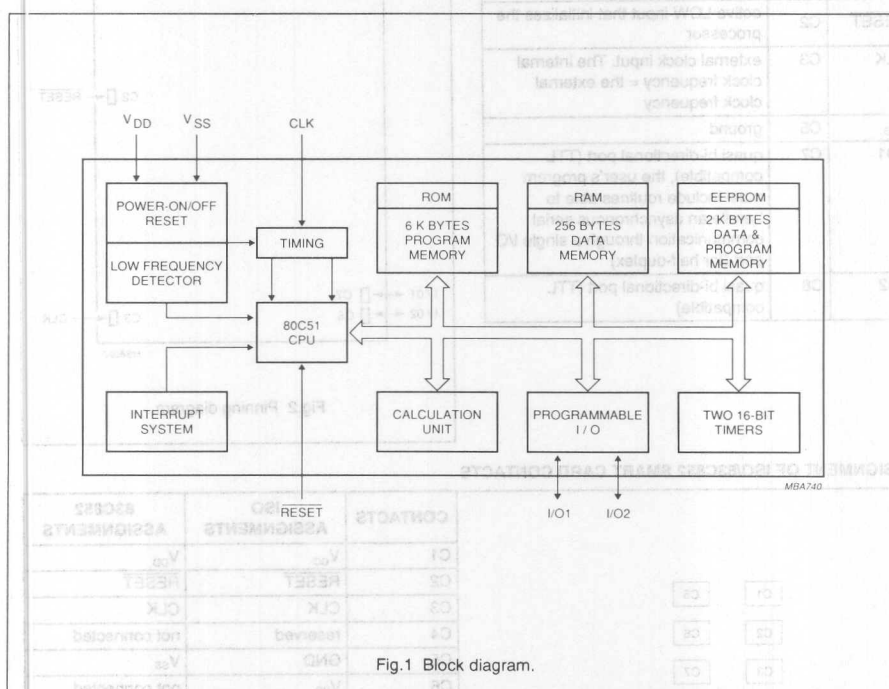 V DD V SS CLK
POWER-ON/OFF
RESET
LOW FREQUENCY
DETECTOR
TIMING
ROM
6 K BYTES
PROGRAM
MEMORY
RAM
256 BYTES
DATA
MEMORY
EEPROM
2 K BYTES
DATA &
PROGRAM
MEMORY
80C51
CPU
INTERRUPT
SYSTEM
CALCULATION
UNIT
PROGRAMMABLE
I / O
TWO 16-BIT
TIMERS
MBA740
RESET
I/O1 I/O2
Fig.1 Block diagram.